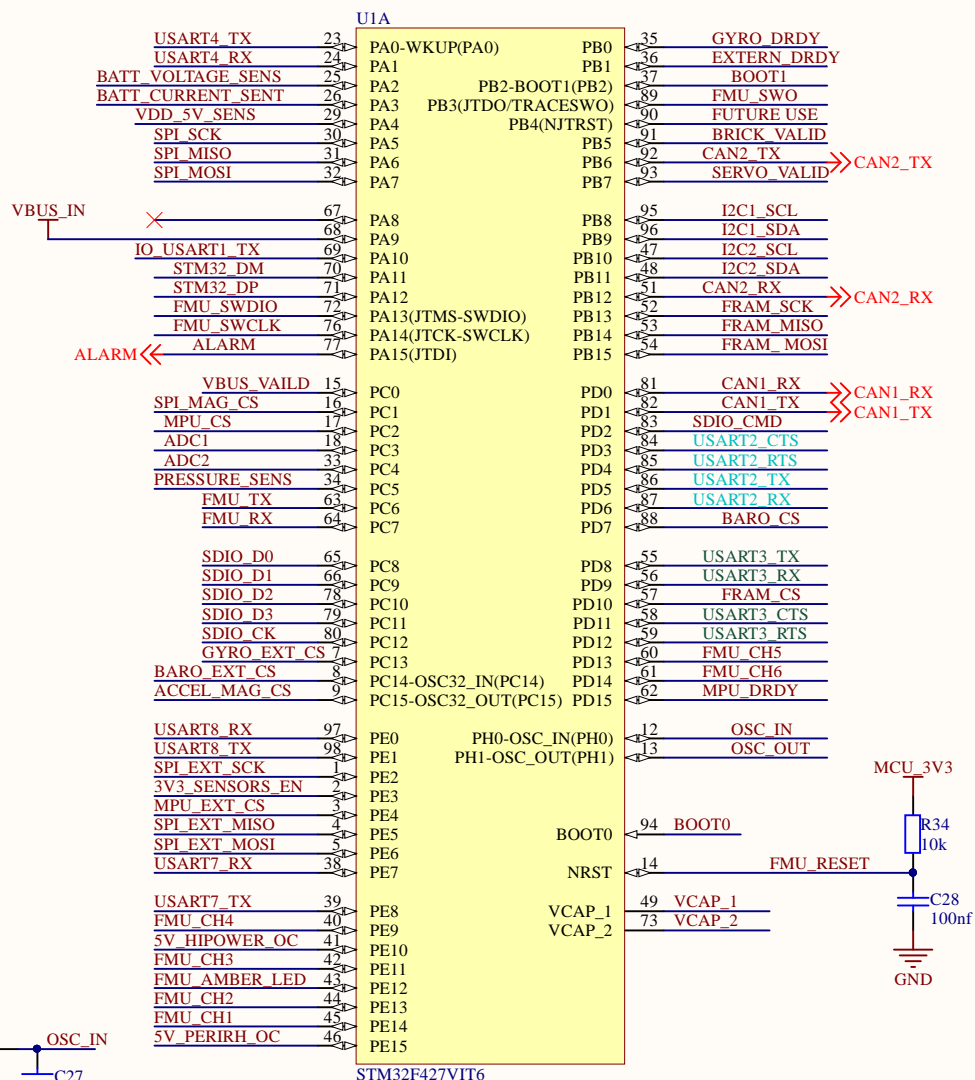 U1A
USART4_TX 23 PA0-WKUP(PA0) PB0 35 GYRO_DRDY
USART4_RX 24 PA1 PB1 36 EXTERN_DRDY
BATT_VOLTAGE_SENS 25 PA2 PB2-BOOT1(PB2) 37 BOOT1
BATT_CURRENT_SENT 26 PA3 PB3(JTDO/TRACESWO) 89 FMU_SWO
VDD_5V_SENS 29 PA4 PB4(NJTRST) 90 FUTURE USE
SPI_SCK 30 PA5 PB5 91 BRICK_VALID
SPI_MISO 31 PA6 PB6 92 CAN2_TX CAN2_TX
SPI_MOSI 32 PA7 PB7 93 SERVO_VALID
VBUS_IN 67 PA8 PB8 95 I2C1_SCL
68 PA9 PB9 96 I2C1_SDA
IO_USART1_TX 69 PA10 PB10 47 I2C2_SCL
STM32_DM 70 PA11 PB11 48 I2C2_SDA
STM32_DP 71 PA12 PB12 51 CAN2_RX CAN2_RX
FMU_SWDIO 72 PA13(JTMS-SWDIO) PB13 52 FRAM_SCK
FMU_SWCLK 76 PA14(JTCK-SWCLK) PB14 53 FRAM_MISO
ALARM ALARM 77 PA15(JTDI) PB15 54 FRAM_ MOSI
VBUS_VAILD 15 PC0 PD0 81 CAN1_RX CAN1_RX
SPI_MAG_CS 16 PC1 PD1 82 CAN1_TX CAN1_TX
MPU_CS 17 PC2 PD2 83 SDIO_CMD
ADC1 18 PC3 PD3 84 USART2_CTS
ADC2 33 PC4 PD4 85 USART2_RTS
PRESSURE_SENS 34 PC5 PD5 86 USART2_TX
FMU_TX 63 PC6 PD6 87 USART2_RX
FMU_RX 64 PC7 PD7 88 BARO_CS
SDIO_D0 65 PC8 PD8 55 USART3_TX
SDIO_D1 66 PC9 PD9 56 USART3_RX
SDIO_D2 78 PC10 PD10 57 FRAM_CS
SDIO_D3 79 PC11 PD11 58 USART3_CTS
SDIO_CK 80 PC12 PD12 59 USART3_RTS
GYRO_EXT_CS 7 PC13 PD13 60 FMU_CH5
BARO_EXT_CS 8 PC14-OSC32_IN(PC14) PD14 61 FMU_CH6
ACCEL_MAG_CS 9 PC15-OSC32_OUT(PC15) PD15 62 MPU_DRDY
USART8_RX 97 PE0 PH0-OSC_IN(PH0) 12 OSC_IN
USART8_TX 98 PE1 PH1-OSC_OUT(PH1) 13 OSC_OUT
SPI_EXT_SCK 1 PE2
MCU_3V3
3V3_SENSORS_EN 2 PE3
MPU_EXT_CS 3 PE4
SPI_EXT_MISO 4 PE5 BOOT0 94 BOOT0 R34
10k
SPI_EXT_MOSI 5 PE6
USART7_RX 38 PE7 NRST 14 FMU_RESET
USART7_TX 39 PE8 VCAP_1 49 VCAP_1 C28
100nf
FMU_CH4 40 PE9 VCAP_2 73 VCAP_2
5V_HIPOWER_OC 41 PE10
FMU_CH3 42 PE11
GND
FMU_AMBER_LED 43 PE12
FMU_CH2 44 PE13
FMU_CH1 45 PE14
5V_PERIRH_OC 46 PE15
OSC_IN
C27
STM32F427VIT6